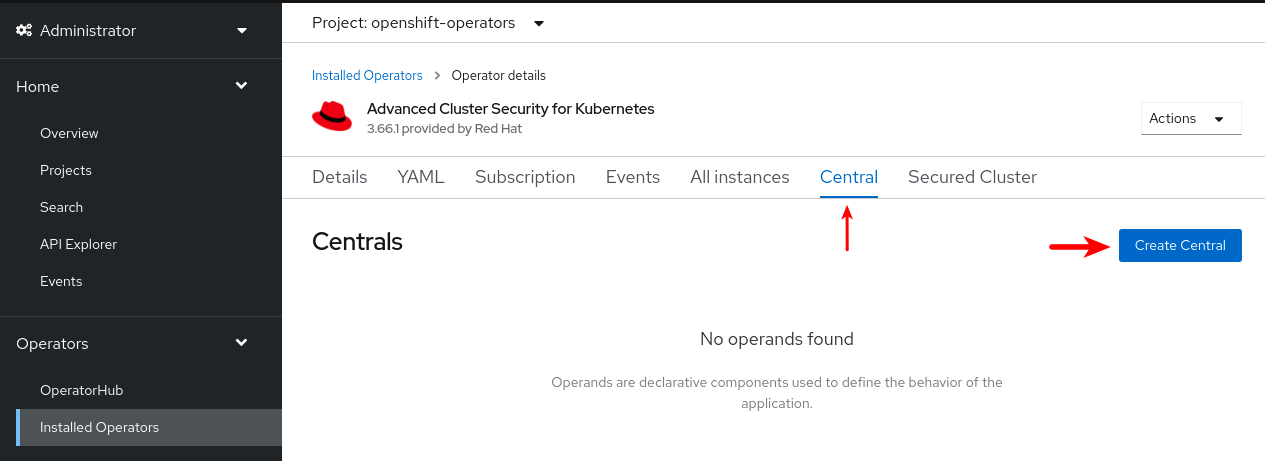 Administrator
Home
Overview
Projects
Search
API Explorer
Events
Operators
OperatorHub
Installed Operators
Project: openshift-operators
Installed Operators > Operator details
Advanced Cluster Security for Kubernetes
3.66.1 provided by Red Hat
Actions
Details YAML Subscription Events All instances Central Secured Cluster
Centrals
Create Central
No operands found
Operands are declarative components used to define the behavior of the
application.